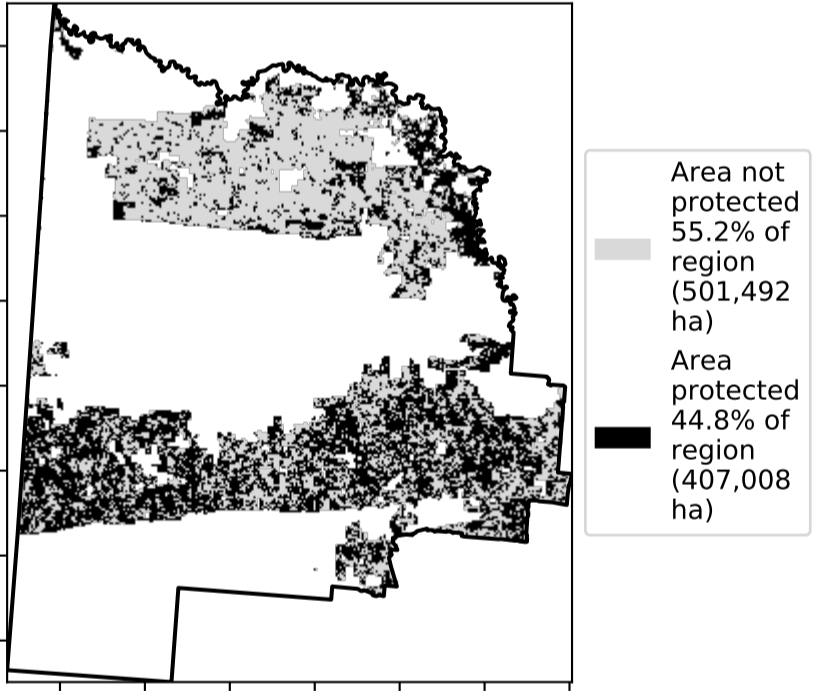 Area not
protected
55.2% of
region
(501,492
ha)
Area
protected
44.8% of
region
(407,008
ha)